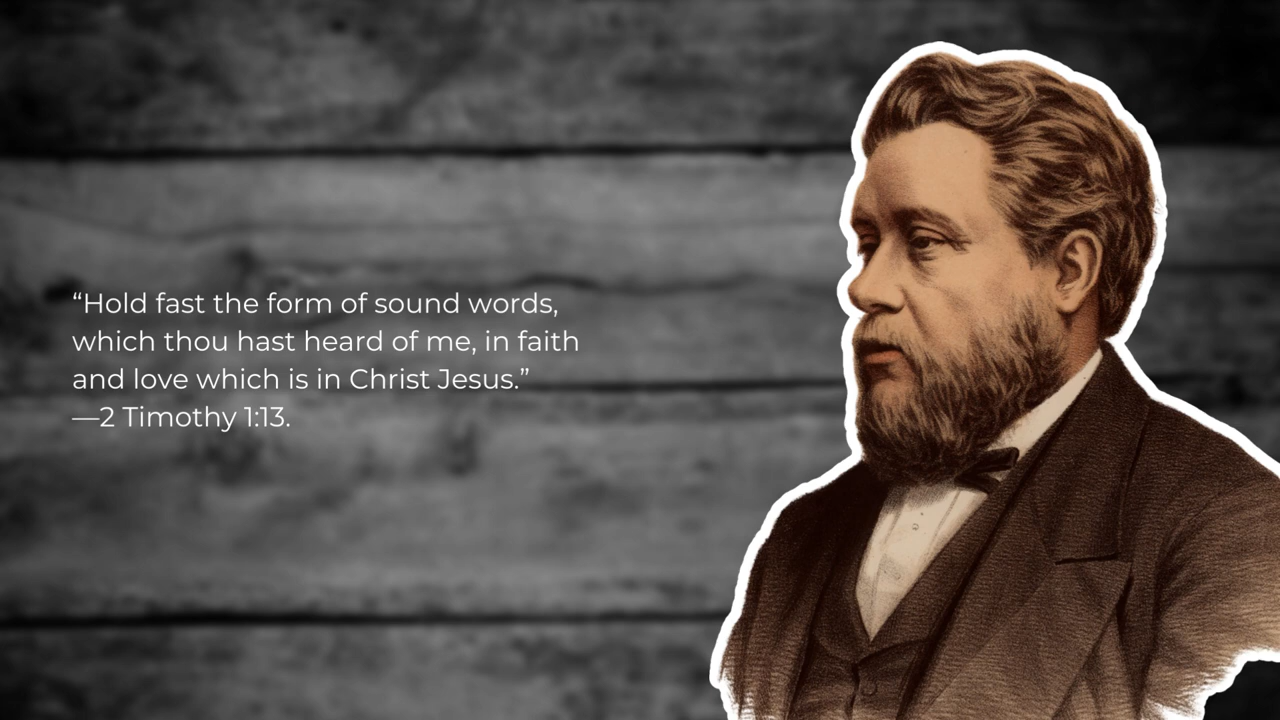 “Hold fast the form of sound words,
which thou hast heard of me, in faith
and love which is in Christ Jesus.”
—2 Timothy 1:13.